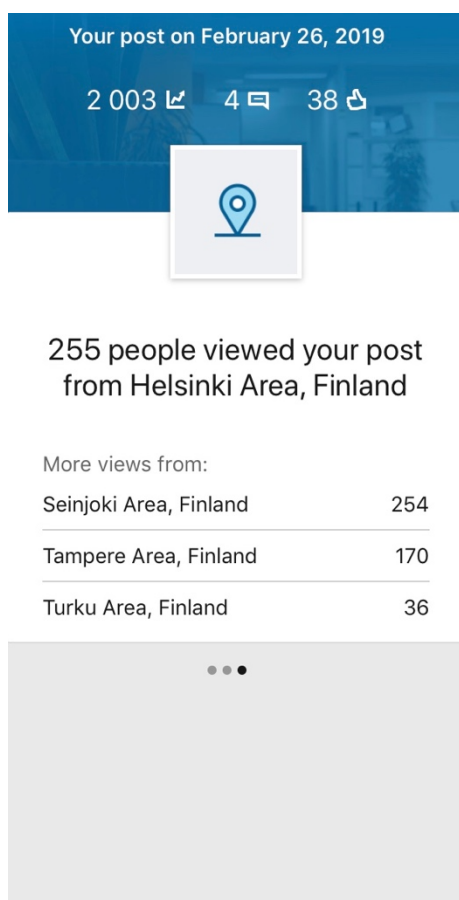 Your post on February 26, 2019
2 003 4 38
255 people viewed your post
from Helsinki Area, Finland
More views from:
Seinjoki Area, Finland 254
Tampere Area, Finland 170
Turku Area, Finland 36